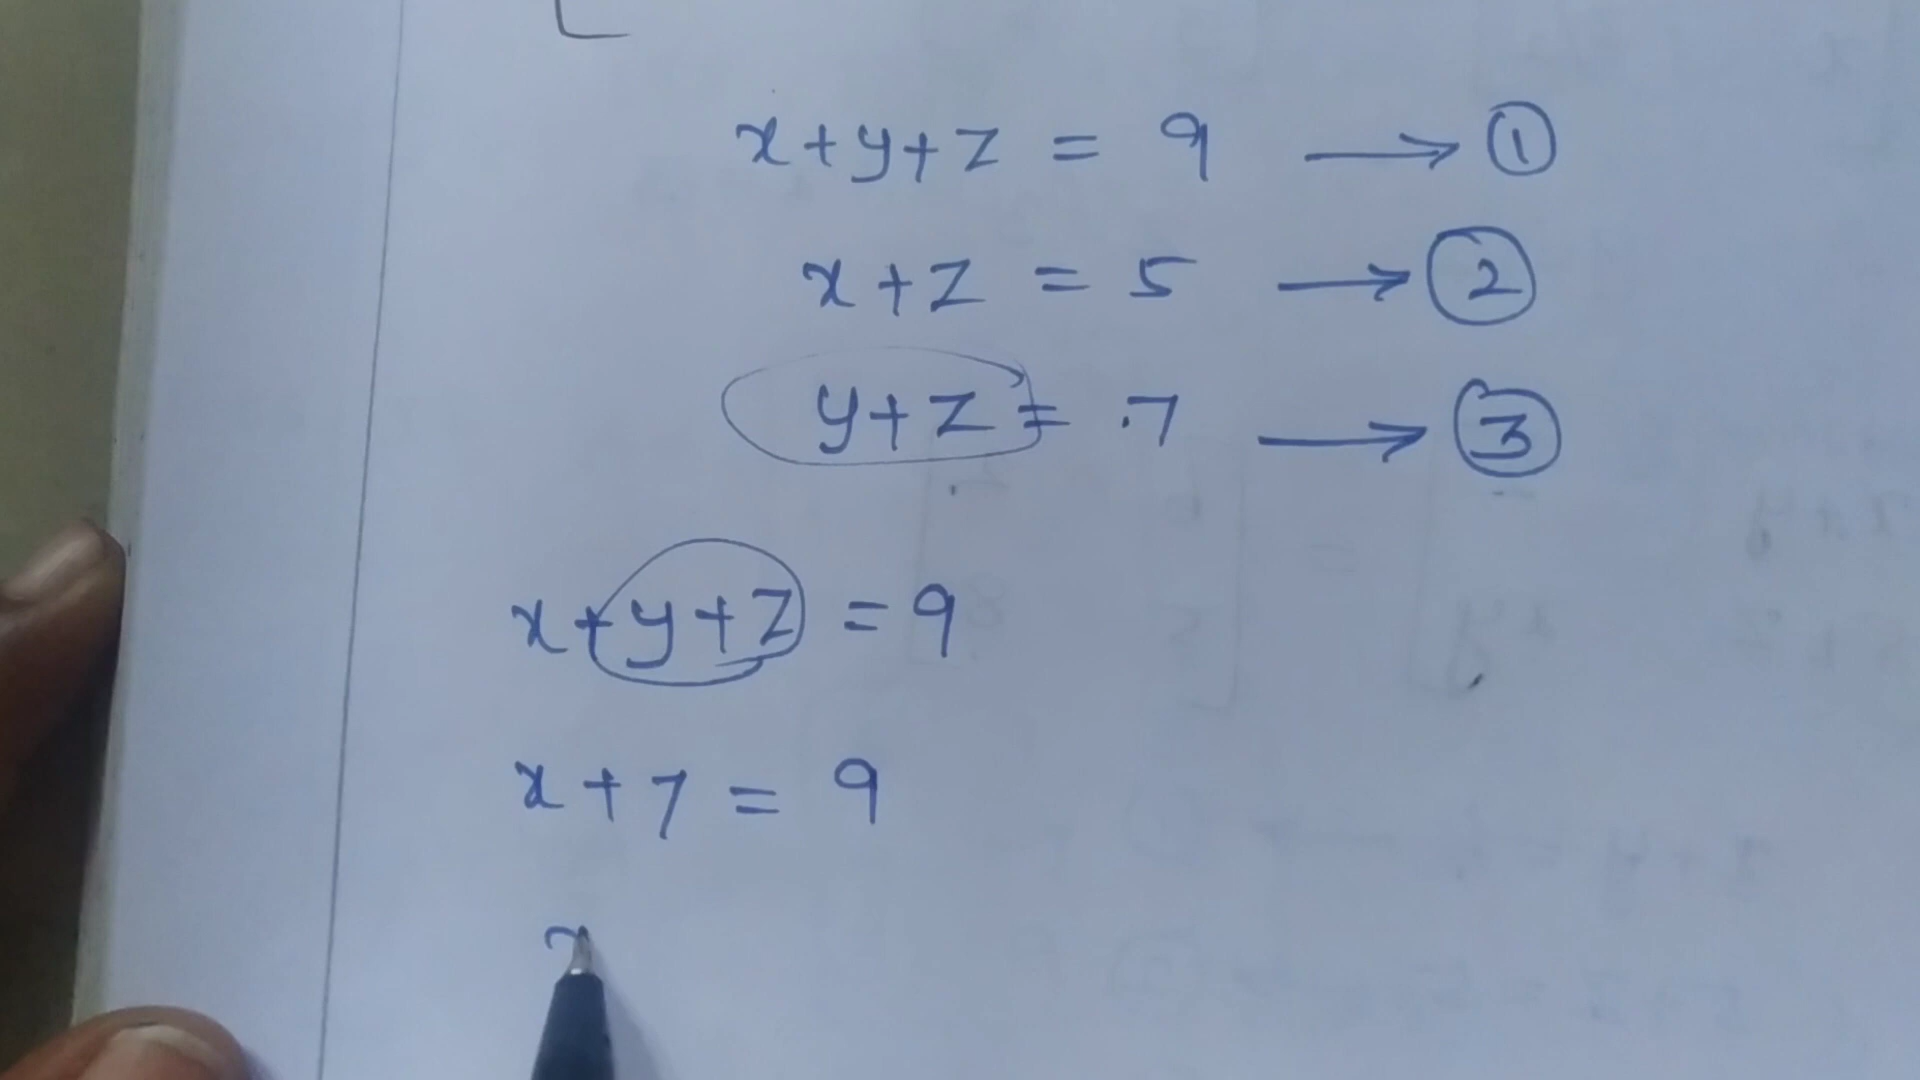 x+y+z = 9 → ①
x+z = 5 → ②
y+z = 7 → ③
x+y+z = 9
x+7 = 9
x